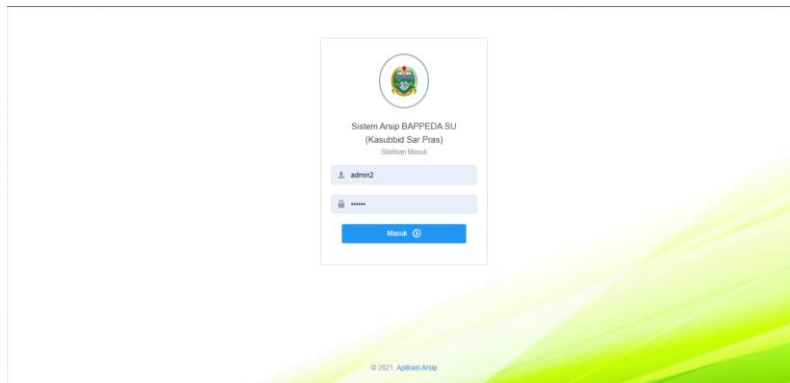 Sistem Arsip BAPPEDA SU
(Kasubbid Sar Pras)
Silahkan Masuk
admin2
••••••
Masuk
© 2021 Aplikasi Arsip